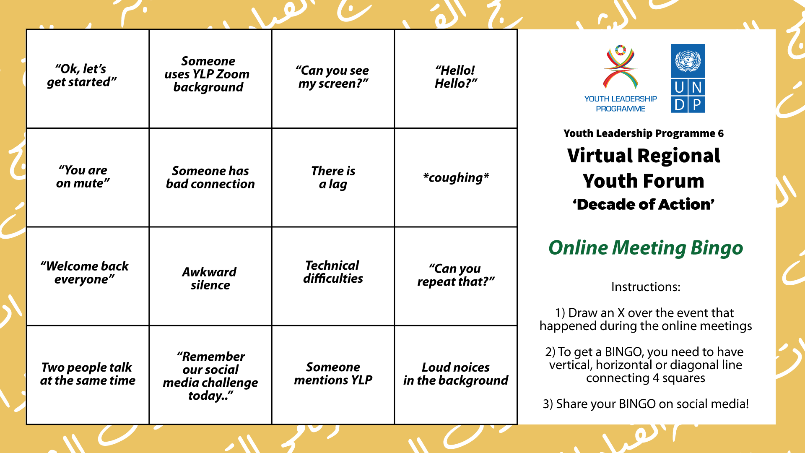 “Ok, let’s
get started”
Someone
uses YLP Zoom
background
“Can you see
my screen?”
“Hello!
Hello?”
“You are
on mute”
Someone has
bad connection
There is
a lag
*coughing*
“Welcome back
everyone”
Awkward
silence
Technical
difficulties
“Can you
repeat that?”
Two people talk
at the same time
“Remember
our social
media challenge
today..”
Someone
mentions YLP
Loud noices
in the background
YOUTH LEADERSHIP
PROGRAMME
U N
D P
Youth Leadership Programme 6
Virtual Regional
Youth Forum
‘Decade of Action’
Online Meeting Bingo
Instructions:
1) Draw an X over the event that
happened during the online meetings
2) To get a BINGO, you need to have
vertical, horizontal or diagonal line
connecting 4 squares
3) Share your BINGO on social media!